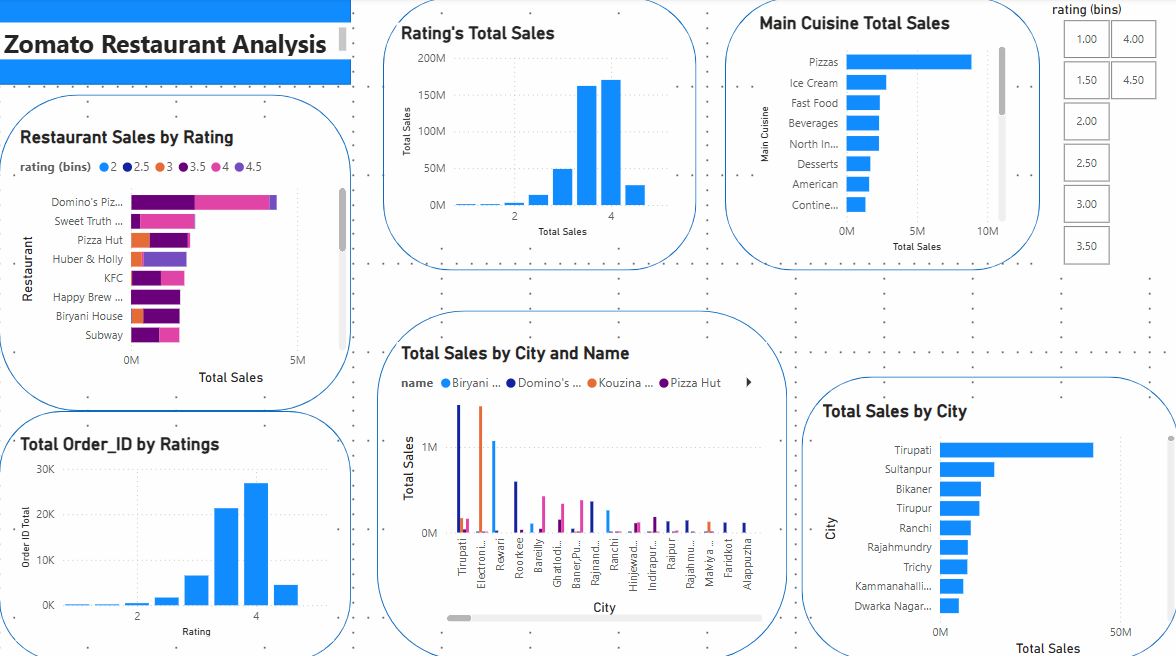 Zomato Restaurant Analysis
Restaurant Sales by Rating
rating (bins) 2 2.5 3 3.5 4 4.5
Restaurant
Domino's Piz...
Sweet Truth ...
Pizza Hut
Huber & Holly
KFC
Happy Brew ...
Biryani House
Subway
0M 5M
Total Sales
Total Order_ID by Ratings
Order ID Total
30K
20K
10K
0K
2 4
Rating
Rating's Total Sales
Total Sales
200M
150M
100M
50M
0M
2 4
Total Sales
Main Cuisine Total Sales
Main Cuisine
Pizzas
Ice Cream
Fast Food
Beverages
North In...
Desserts
American
Contine...
0M 5M 10M
Total Sales
rating (bins)
1.00 4.00
1.50 4.50
2.00
2.50
3.00
3.50
Total Sales by City and Name
name Biryani ... Domino's ... Kouzina ... Pizza Hut
Total Sales
1M
0M
Tirupati
Electroni...
Rewari
Roorkee
Bareilly
Ghatlodi...
Baner,Pu...
Rajnand...
Ranchi
Hinjewad...
Indirapur...
Raipur
Rajahmu...
Malviya ...
Faridkot
Alappuzha
City
Total Sales by City
City
Tirupati
Sultanpur
Bikaner
Tirupur
Ranchi
Rajahmundry
Trichy
Kammanahalli...
Dwarka Nagar...
0M 50M
Total Sales